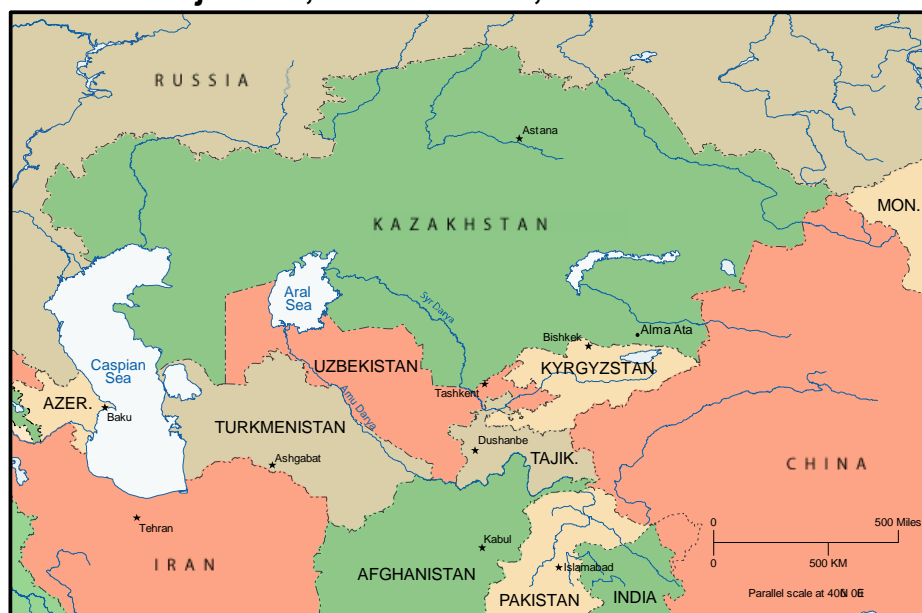 RUSSIA
Astana
MON.
KAZAKHSTAN
Aral
Sea
Syr Darya
Alma Ata
Bishkek
Caspian
Sea
UZBEKISTAN
KYRGYZSTAN
Tashkent
AZER.
Baku
Amu Darya
TURKMENISTAN
Dushanbe
TAJIK.
Ashgabat
CHINA
Tehran
0
500 Miles
Kabul
0
500 KM
IRAN
Islamabad
AFGHANISTAN
PAKISTAN
INDIA
Parallel scale at 40